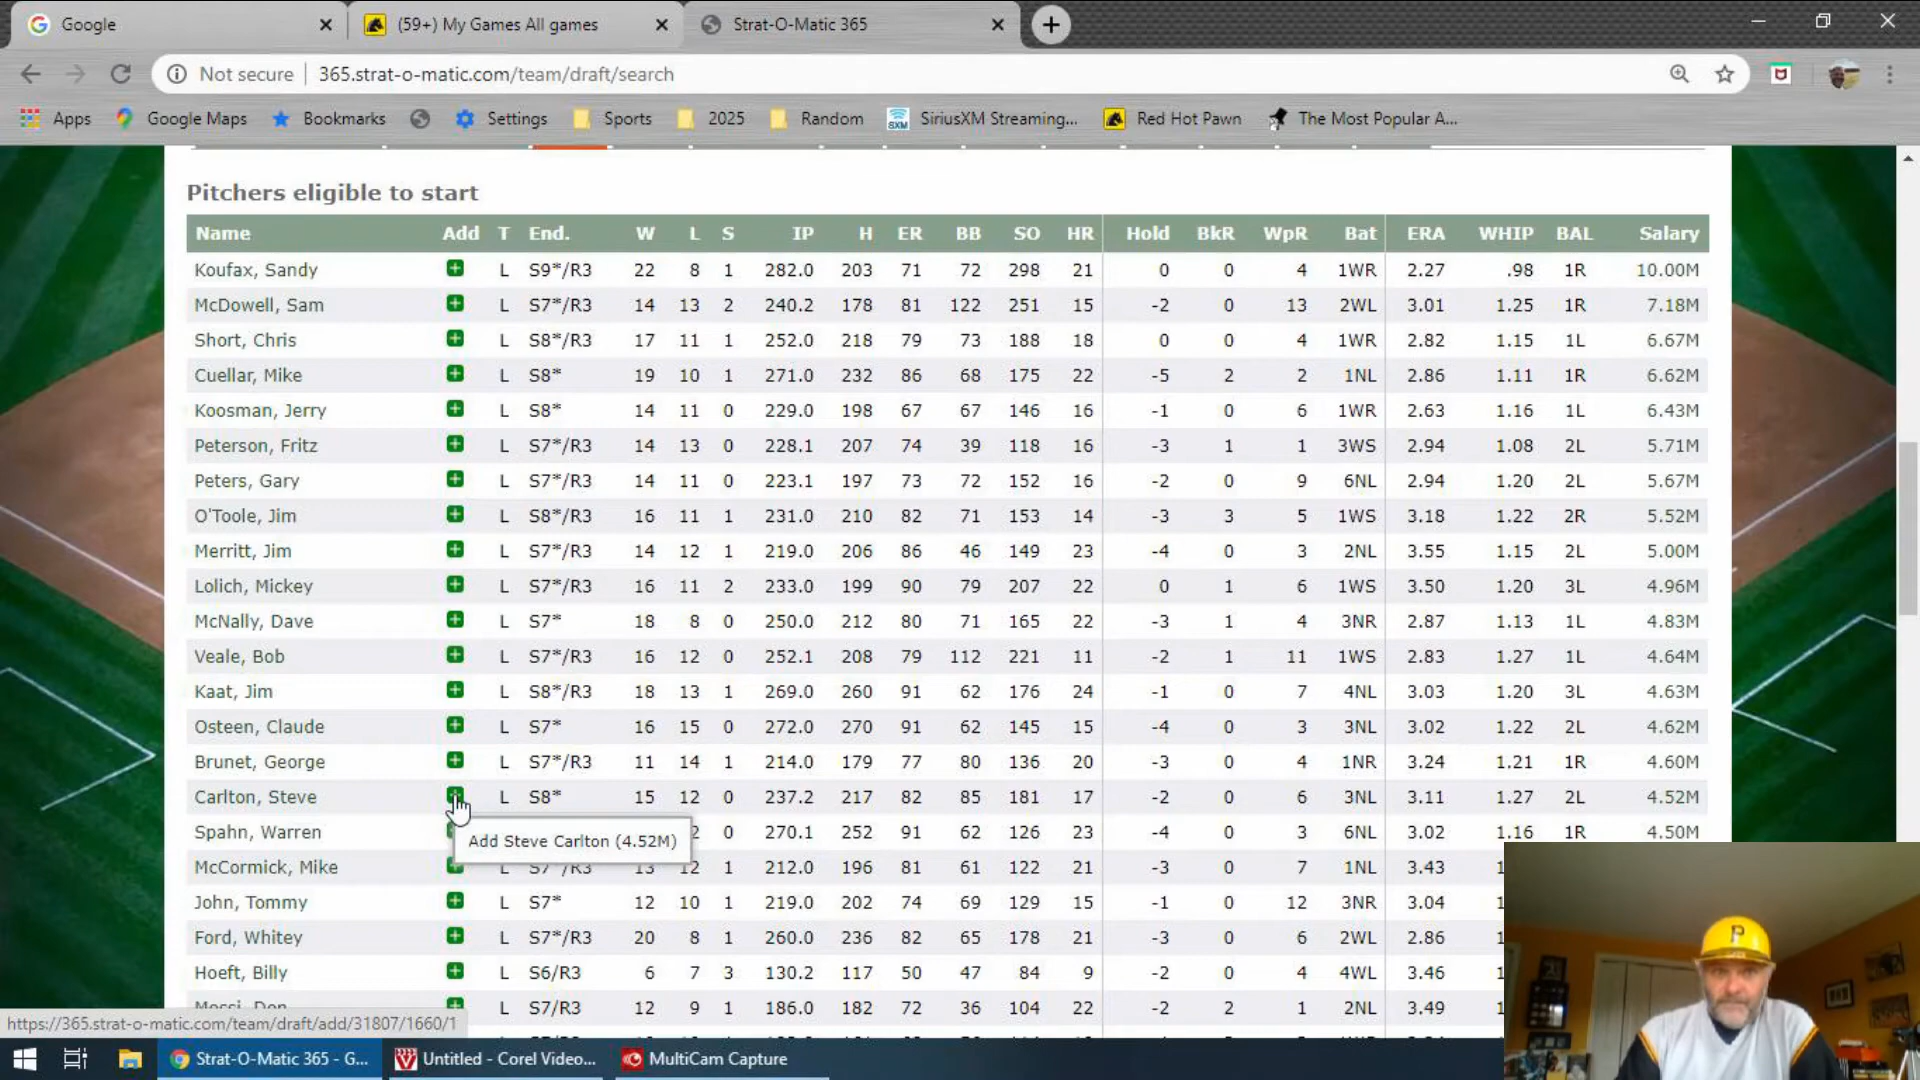 Google
(59+) My Games All games
Strat-O-Matic 365
Not secure 365.strat-o-matic.com/team/draft/search
Apps Google Maps Bookmarks Settings Sports 2025 Random SiriusXM Streaming... Red Hot Pawn The Most Popular A...
Pitchers eligible to start
Name Add T End. W L S IP H ER BB SO HR Hold BkR WpR Bat ERA WHIP BAL Salary
Koufax, Sandy L S9*/R3 22 8 1 282.0 203 71 72 298 21 0 0 4 1WR 2.27 .98 1R 10.00M
McDowell, Sam L S7*/R3 14 13 2 240.2 178 81 122 251 15 -2 0 13 2WL 3.01 1.25 1R 7.18M
Short, Chris L S8*/R3 17 11 1 252.0 218 79 73 188 18 0 0 4 1WR 2.82 1.15 1L 6.67M
Cuellar, Mike L S8* 19 10 1 271.0 232 86 68 175 22 -5 2 2 1NL 2.86 1.11 1R 6.62M
Koosman, Jerry L S8* 14 11 0 229.0 198 67 67 146 16 -1 0 6 1WR 2.63 1.16 1L 6.43M
Peterson, Fritz L S7*/R3 14 13 0 228.1 207 74 39 118 16 -3 1 1 3WS 2.94 1.08 2L 5.71M
Peters, Gary L S7*/R3 14 11 0 223.1 197 73 72 152 16 -2 0 9 6NL 2.94 1.20 2L 5.67M
O'Toole, Jim L S8*/R3 16 11 1 231.0 210 82 71 153 14 -3 3 5 1WS 3.18 1.22 2R 5.52M
Merritt, Jim L S7*/R3 14 12 1 219.0 206 86 46 149 23 -4 0 3 2NL 3.55 1.15 2L 5.00M
Lolich, Mickey L S7*/R3 16 11 2 233.0 199 90 79 207 22 0 1 6 1WS 3.50 1.20 3L 4.96M
McNally, Dave L S7* 18 8 0 250.0 212 80 71 165 22 -3 1 4 3NR 2.87 1.13 1L 4.83M
Veale, Bob L S7*/R3 16 12 0 252.1 208 79 112 221 11 -2 1 11 1WS 2.83 1.27 1L 4.64M
Kaat, Jim L S8*/R3 18 13 1 269.0 260 91 62 176 24 -1 0 7 4NL 3.03 1.20 3L 4.63M
Osteen, Claude L S7* 16 15 0 272.0 270 91 62 145 15 -4 0 3 3NL 3.02 1.22 2L 4.62M
Brunet, George L S7*/R3 11 14 1 214.0 179 77 80 136 20 -3 0 4 1NR 3.24 1.21 1R 4.60M
Carlton, Steve L S8* 15 12 0 237.2 217 82 85 181 17 -2 0 6 3NL 3.11 1.27 2L 4.52M
Spahn, Warren 2 0 270.1 252 91 62 126 23 -4 0 3 6NL 3.02 1.16 1R 4.50M
Add Steve Carlton (4.52M)
McCormick, Mike L S7*/R3 13 12 1 212.0 196 81 61 122 21 -3 0 7 1NL 3.43
John, Tommy L S7* 12 10 1 219.0 202 74 69 129 15 -1 0 12 3NR 3.04
Ford, Whitey L S7*/R3 20 8 1 260.0 236 82 65 178 21 -3 0 6 2WL 2.86
Hoeft, Billy L S6/R3 6 7 3 130.2 117 50 47 84 9 -2 0 4 4WL 3.46
Mossi, Don L S7/R3 12 9 1 186.0 182 72 36 104 22 -2 2 1 2NL 3.49
https://365.strat-o-matic.com/team/draft/add/31807/1660/1
Strat-O-Matic 365 - G... Untitled - Corel Video... MultiCam Capture
P